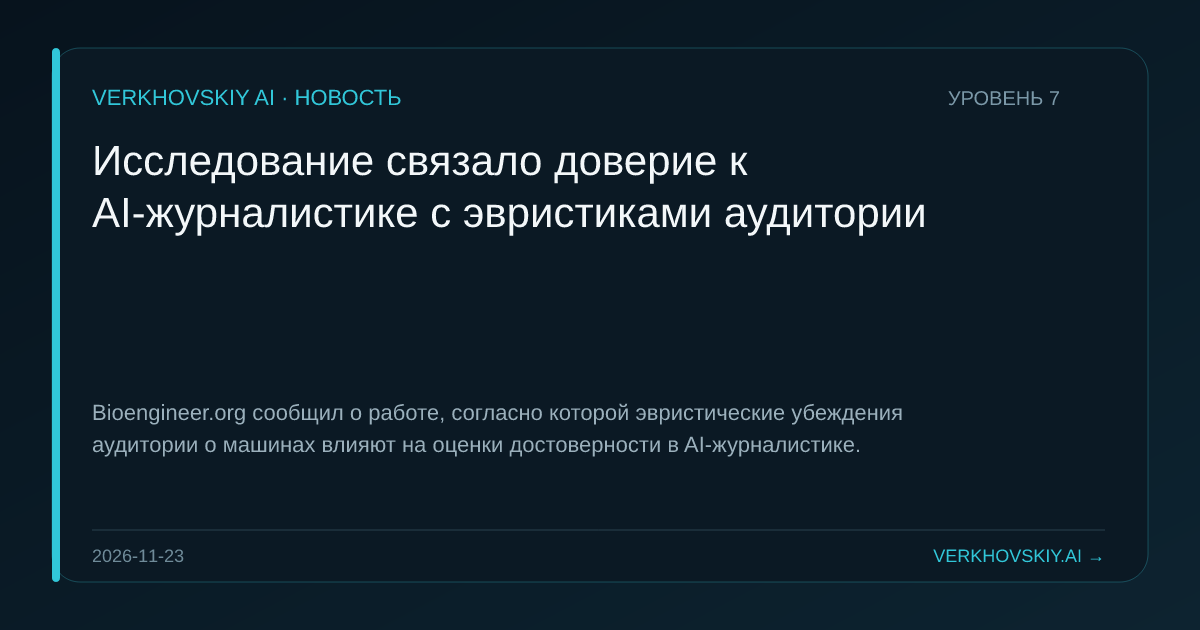 VERKHOVSKIY AI · НОВОСТЬ
УРОВЕНЬ 7
Исследование связало доверие к
AI-журналистике с эвристиками аудитории
Bioengineer.org сообщил о работе, согласно которой эвристические убеждения
аудитории о машинах влияют на оценки достоверности в AI-журналистике.
2026-11-23
VERKHOVSKIY.AI →